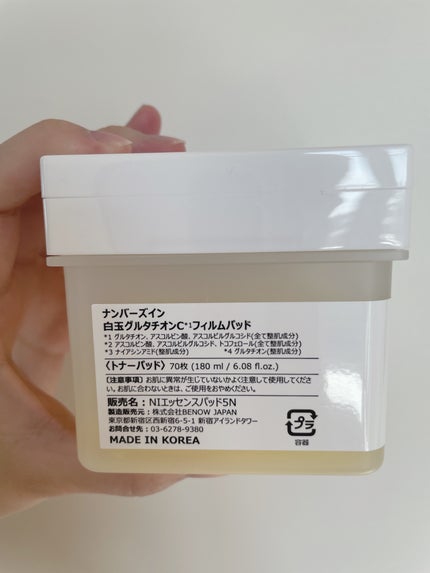 ナンバーズイン
白玉グルタチオンC*1フィルムパッド
*1 グルタチオン、アスコルビン酸、アスコルビルグルコシド(全て整肌成分)
*2 アスコルビン酸、アスコルビルグルコシド、トコフェロール(全て整肌成分)
*3 ナイアシンアミド(整肌成分) *4 グルタチオン(整肌成分)
〈トナーパッド〉 70枚 (180 ml / 6.08 fl.oz.)
〔注意事項〕お肌に異常が生じていないかよく注意して使用してくださ
い。お肌に合わないときは、ご使用をおやめください。
販売名：NIエッセンスパッド5N
製造販売元：株式会社BENOW JAPAN
東京都新宿区西新宿6-5-1 新宿アイランドタワー
お問合せ先：03-6278-9380
MADE IN KOREA
プラ
容器